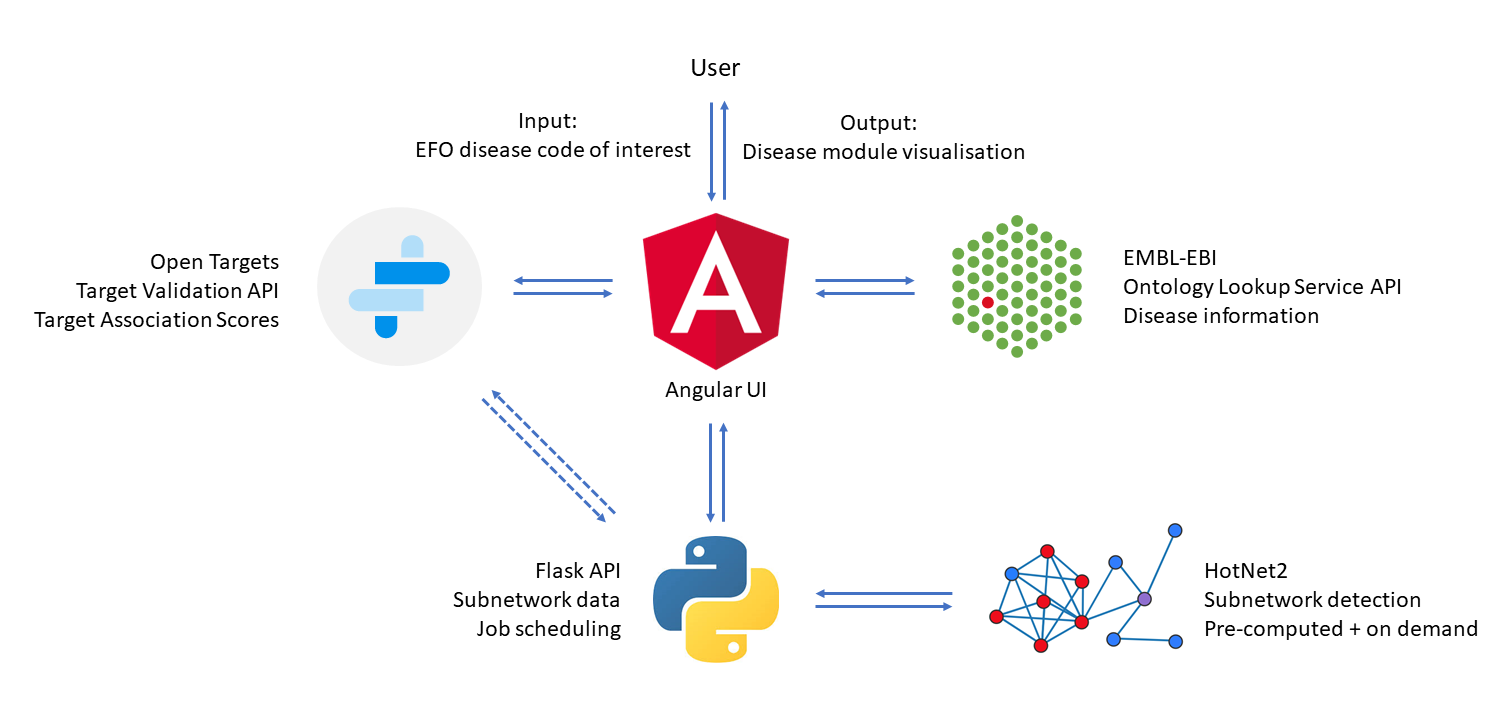 User
Input:
EFO disease code of interest
Output:
Disease module visualisation
Open Targets
Target Validation API
Target Association Scores
A
Angular UI
EMBL-EBI
Ontology Lookup Service API
Disease information
Flask API
Subnetwork data
Job scheduling
HotNet2
Subnetwork detection
Pre-computed + on demand